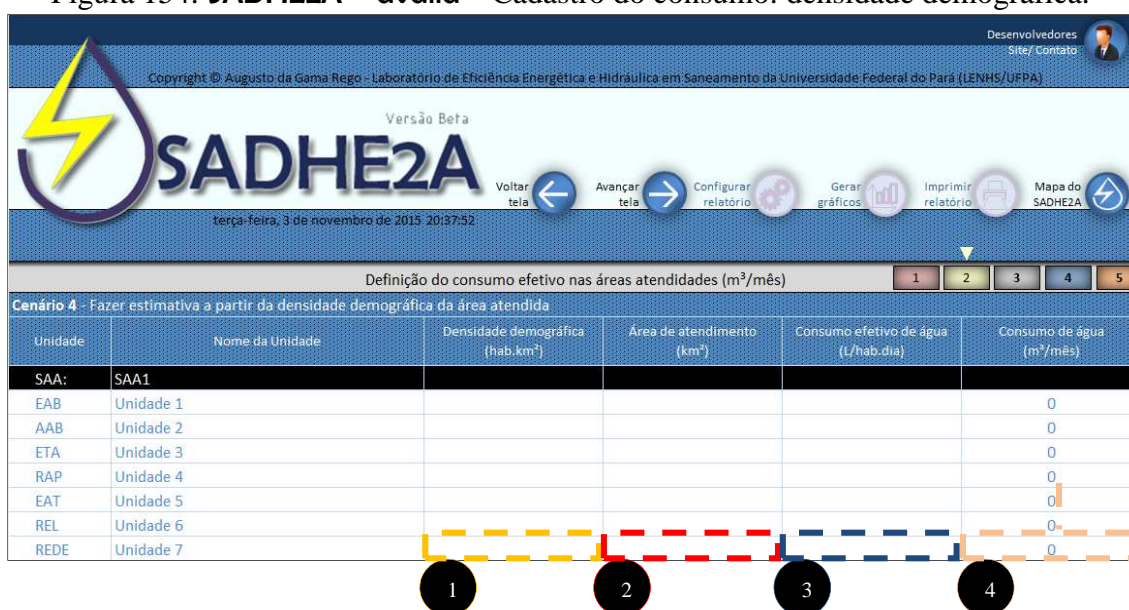 Figura 154: SADHE2A – avalia – Cadastro do consumo: densidade demográfica.
Desenvolvedores
Site/ Contato
Copyright © Augusto da Gama Rego - Laboratório de Eficiência Energética e Hidráulica em Saneamento da Universidade Federal do Pará (LENHS/UFPA)
Versão Beta
SADHE2A
Voltar tela
Avançar tela
Configurar relatório
Gerar gráficos
Imprimir relatório
Mapa do SADHE2A
terça-feira, 3 de novembro de 2015 20:37:52
Definição do consumo efetivo nas áreas atendidades (m³/mês) 1 2 3 4 5
Cenário 4 - Fazer estimativa a partir da densidade demográfica da área atendida
Unidade Nome da Unidade Densidade demográfica (hab.km²) Área de atendimento (km²) Consumo efetivo de água (L/hab.dia) Consumo de água (m³/mês)
SAA: SAA1
EAB Unidade 1 0
AAB Unidade 2 0
ETA Unidade 3 0
RAP Unidade 4 0
EAT Unidade 5 0
REL Unidade 6 0
REDE Unidade 7 0
1 2 3 4